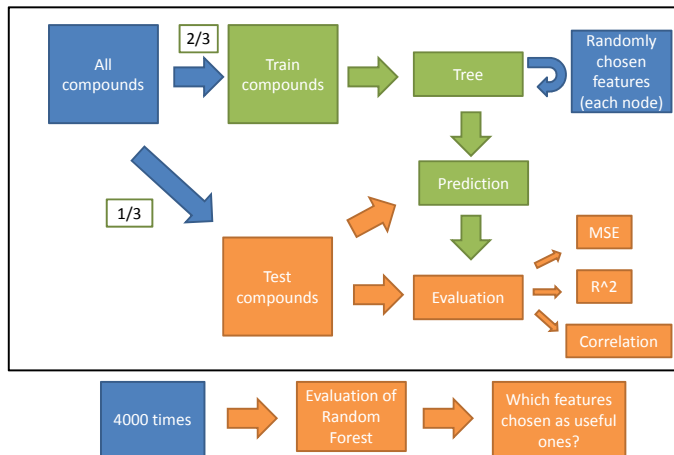 2/3
All
compounds
Train
compounds
Tree
Randomly
chosen
features
(each node)
Prediction
1/3
Test
compounds
Evaluation
MSE
R^2
Correlation
4000 times
Evaluation of
Random
Forest
Which features
chosen as useful
ones?